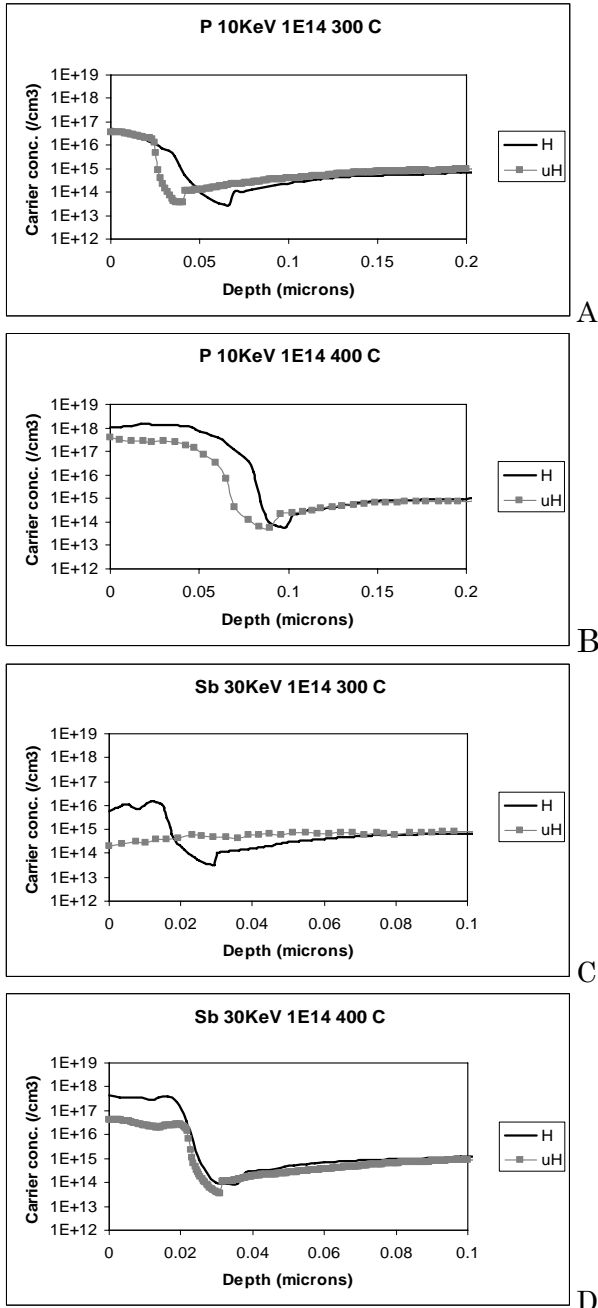 P 10KeV 1E14 300 C
1E+19
1E+18
1E+17
1E+16
1E+15
1E+14
1E+13
1E+12
Carrier conc. (/cm3)
0 0.05 0.1 0.15 0.2
Depth (microns)
H
uH
A
P 10KeV 1E14 400 C
1E+19
1E+18
1E+17
1E+16
1E+15
1E+14
1E+13
1E+12
Carrier conc. (/cm3)
0 0.05 0.1 0.15 0.2
Depth (microns)
H
uH
B
Sb 30KeV 1E14 300 C
1E+19
1E+18
1E+17
1E+16
1E+15
1E+14
1E+13
1E+12
Carrier conc. (/cm3)
0 0.02 0.04 0.06 0.08 0.1
Depth (microns)
H
uH
C
Sb 30KeV 1E14 400 C
1E+19
1E+18
1E+17
1E+16
1E+15
1E+14
1E+13
1E+12
Carrier conc. (/cm3)
0 0.02 0.04 0.06 0.08 0.1
Depth (microns)
H
uH
D